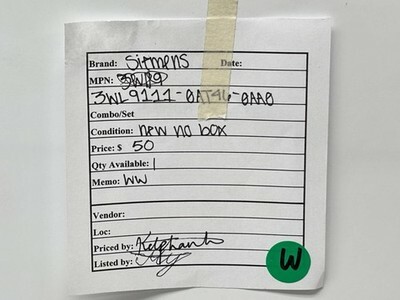 Brand: Siemens Date:
MPN:
3WL9111-0AT46-0AA0
Combo/Set
Condition: new no box
Price: $ 50
Qty Available: 1
Memo: WW
Vendor:
Loc:
Priced by:
Listed by:
W